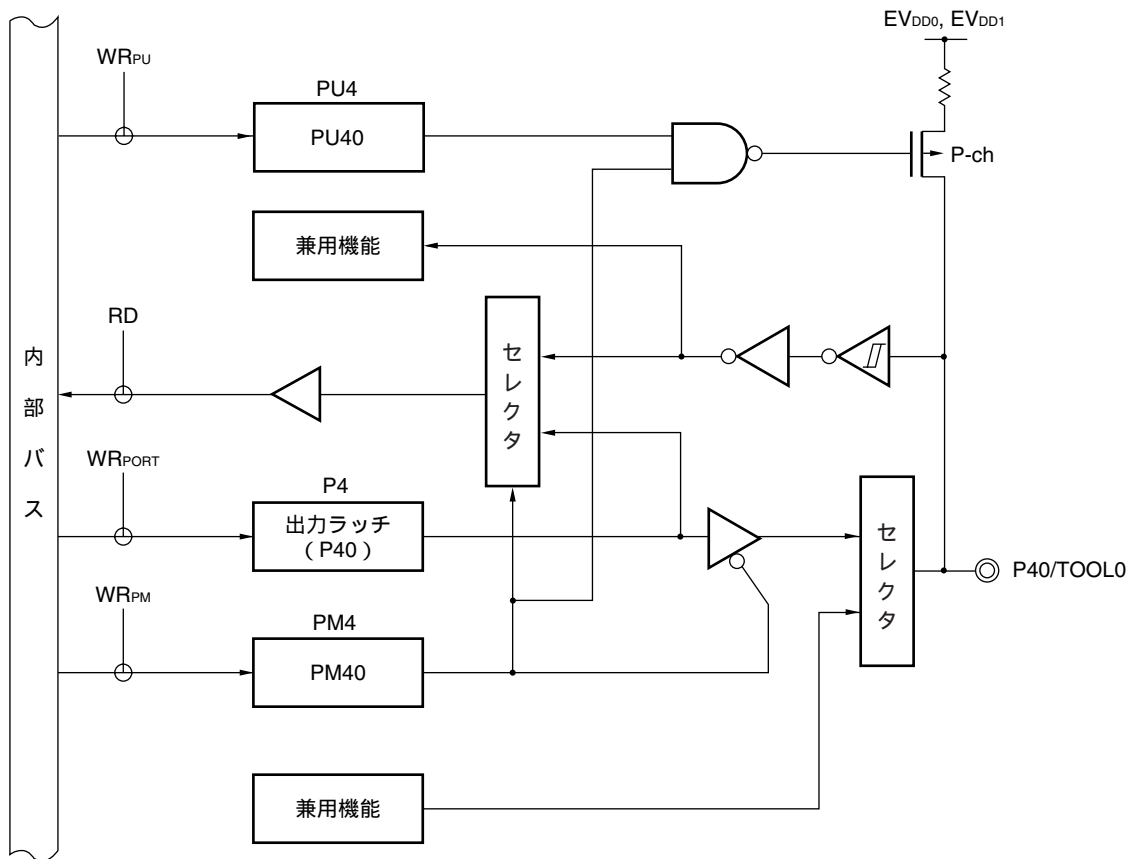 EVDD0, EVDD1
WRPU
PU4
PU40
P-ch
兼用機能
RD
セレクタ
内部バス
WRPORT
P4
出力ラッチ
（P40）
セレクタ
P40/TOOL0
WRPM
PM4
PM40
兼用機能